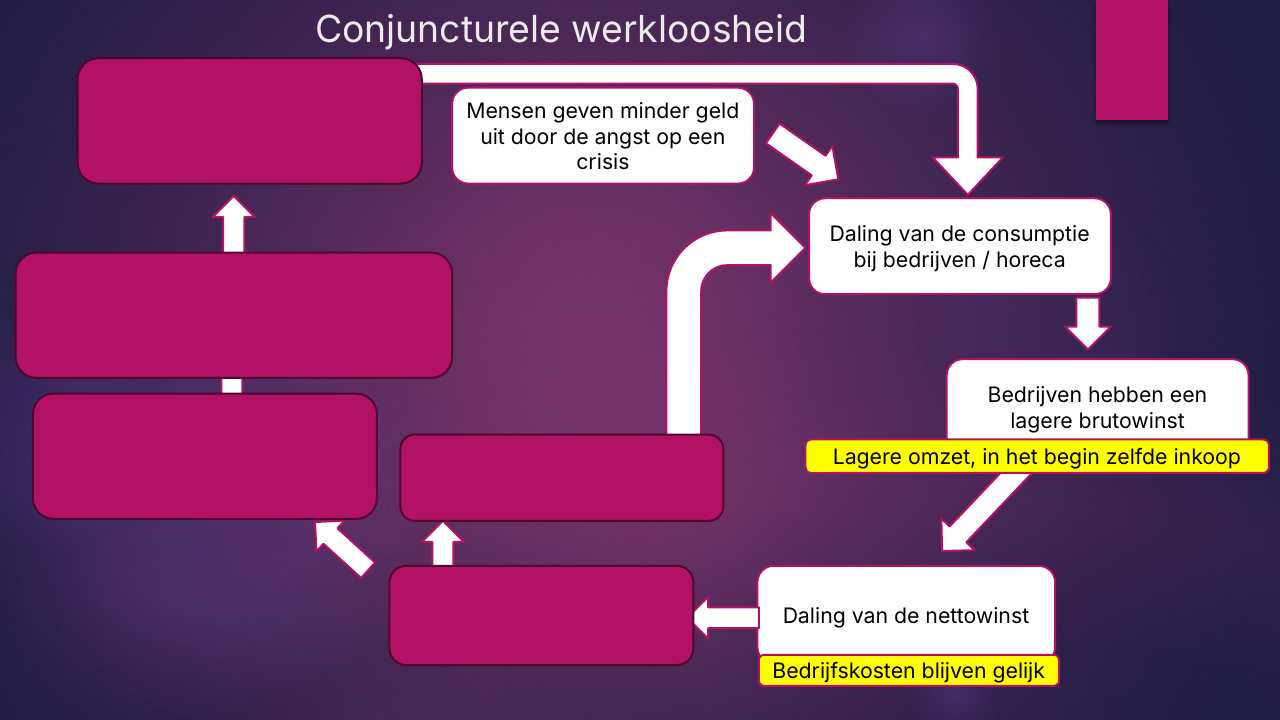 Conjuncturele werkloosheid
Mensen geven minder geld
uit door de angst op een
crisis
Daling van de consumptie
bij bedrijven / horeca
Bedrijven hebben een
lagere brutowinst
Lagere omzet, in het begin zelfde inkoop
Daling van de nettowinst
Bedrijfskosten blijven gelijk